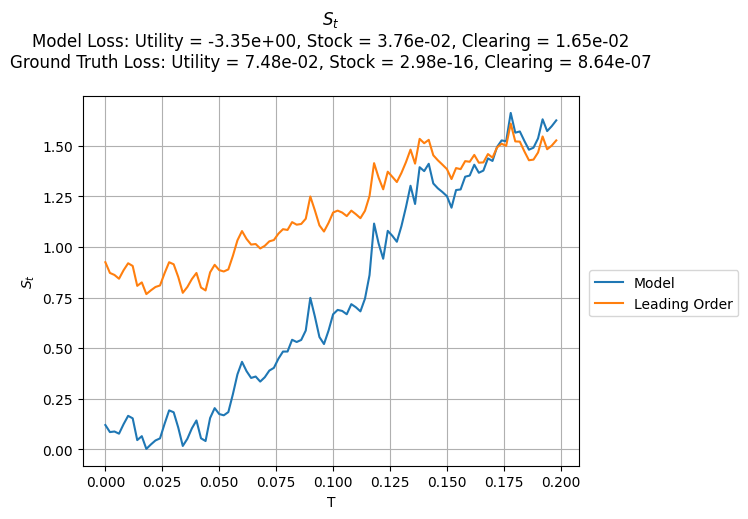 S_t
Model Loss: Utility = -3.35e+00, Stock = 3.76e-02, Clearing = 1.65e-02
Ground Truth Loss: Utility = 7.48e-02, Stock = 2.98e-16, Clearing = 8.64e-07
S_t
1.50
1.25
1.00
0.75
0.50
0.25
0.00
0.000 0.025 0.050 0.075 0.100 0.125 0.150 0.175 0.200
T
Model
Leading Order